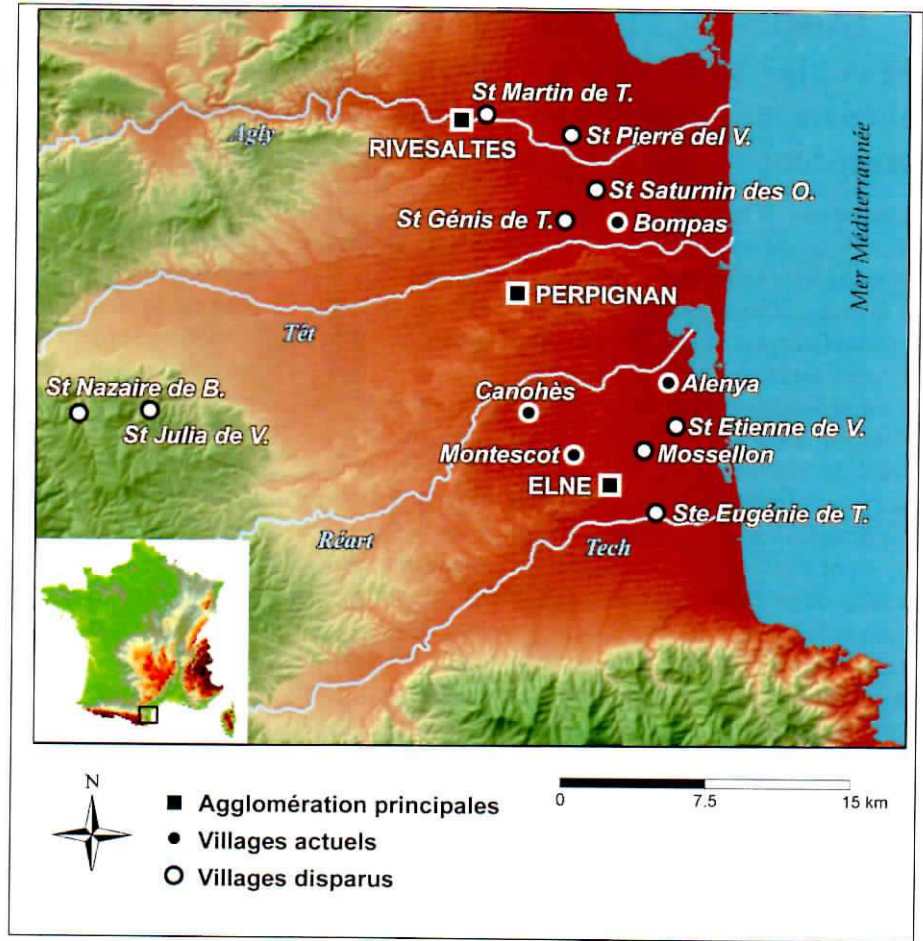 St Martin de T.
Agly
RIVESALTES
St Pierre del V.
Mer Méditerrannée
St Saturnin des O.
St Génis de T.
Bompas
PERPIGNAN
Têt
St Nazaire de B.
Canohès
Alenya
St Julia de V.
St Etienne de V.
Montescot
Mossellon
ELNE
Ste Eugénie de T.
Réart
Tech
N
Agglomération principales
0
7.5
15 km
Villages actuels
Villages disparus